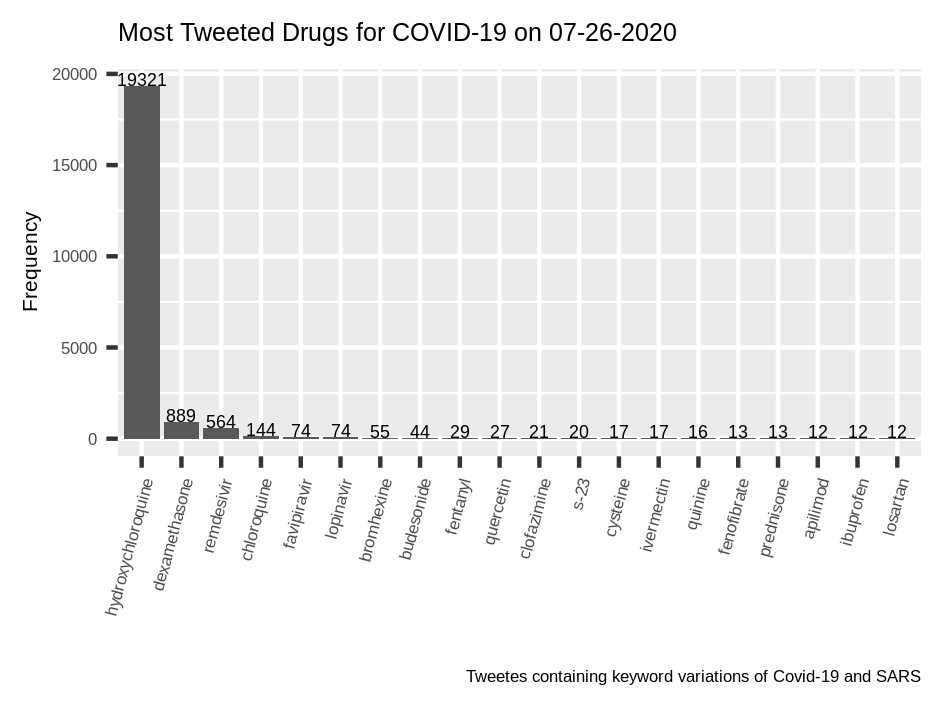 Most Tweeted Drugs for COVID-19 on 07-26-2020
Frequency
20000
15000
10000
5000
0
19321
889
564
144
74
74
55
44
29
27
21
20
17
17
16
13
13
12
12
12
hydroxychloroquine
dexamethasone
remdesivir
chloroquine
favipiravir
lopinavir
bromhexine
budesonide
fentanyl
quercetin
clofazimine
s-23
cysteine
ivermectin
quinine
fenofibrate
prednisone
apilimod
ibuprofen
losartan
Tweetes containing keyword variations of Covid-19 and SARS